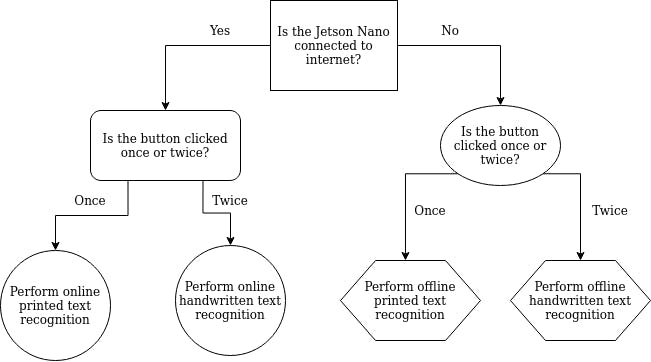 Yes
Is the Jetson Nano
connected to
internet?
No
Is the button clicked
once or twice?
Is the button
clicked once or
twice?
Once
Twice
Once
Twice
Perform online
printed text
recognition
Perform online
handwritten text
recognition
Perform offline
printed text
recognition
Perform offline
handwritten text
recognition